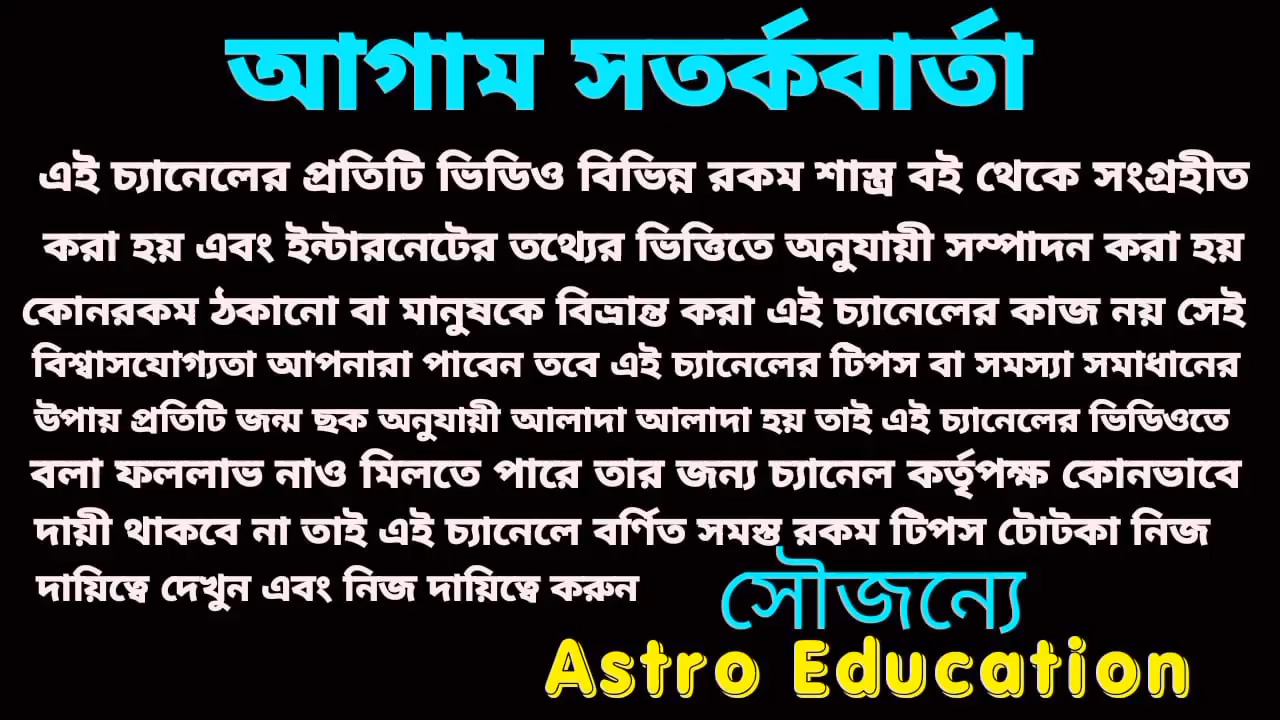 আগাম সতর্কবার্তা
এই চ্যানেলের প্রতিটি ভিডিও বিভিন্ন রকম শাস্ত্র বই থেকে সংগ্রহীত
করা হয় এবং ইন্টারনেটের তথ্যের ভিত্তিতে অনুযায়ী সম্পাদন করা হয়
কোনরকম ঠকানো বা মানুষকে বিভ্রান্ত করা এই চ্যানেলের কাজ নয় সেই
বিশ্বাসযোগ্যতা আপনারা পাবেন তবে এই চ্যানেলের টিপস বা সমস্যা সমাধানের
উপায় প্রতিটি জন্ম ছক অনুযায়ী আলাদা আলাদা হয় তাই এই চ্যানেলের ভিডিওতে
বলা ফললাভ নাও মিলতে পারে তার জন্য চ্যানেল কর্তৃপক্ষ কোনভাবে
দায়ী থাকবে না তাই এই চ্যানেলে বর্ণিত সমস্ত রকম টিপস টোটকা নিজ
দায়িত্বে দেখুন এবং নিজ দায়িত্বে করুন
সৌজন্যে
Astro Education